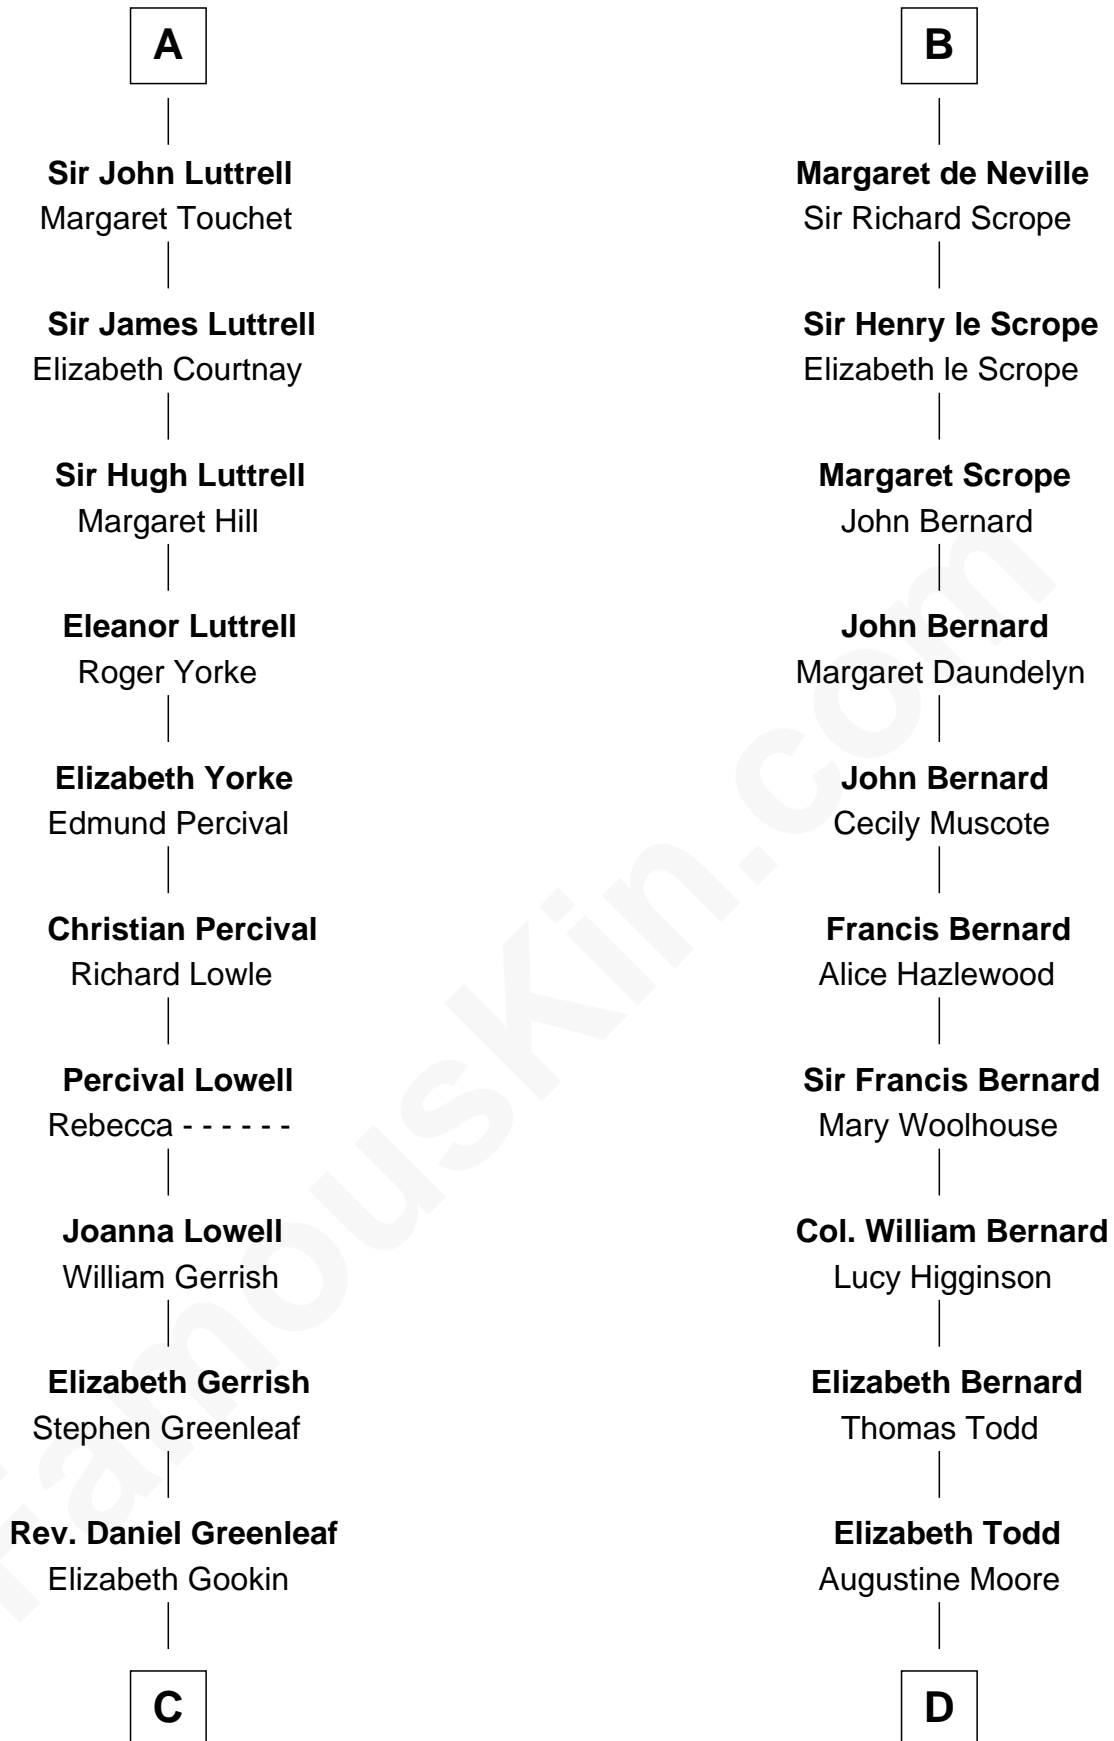 A
Sir John Luttrell
Margaret Touchet
Sir James Luttrell
Elizabeth Courtnay
Sir Hugh Luttrell
Margaret Hill
Eleanor Luttrell
Roger Yorke
Elizabeth Yorke
Edmund Percival
Christian Percival
Richard Lowle
Percival Lowell
Rebecca - - - - - -
Joanna Lowell
William Gerrish
Elizabeth Gerrish
Stephen Greenleaf
Rev. Daniel Greenleaf
Elizabeth Gookin
C
B
Margaret de Neville
Sir Richard Scrope
Sir Henry le Scrope
Elizabeth le Scrope
Margaret Scrope
John Bernard
John Bernard
Margaret Daundelyn
John Bernard
Cecily Muscote
Francis Bernard
Alice Hazlewood
Sir Francis Bernard
Mary Woolhouse
Col. William Bernard
Lucy Higginson
Elizabeth Bernard
Thomas Todd
Elizabeth Todd
Augustine Moore
D
FamousKin.com